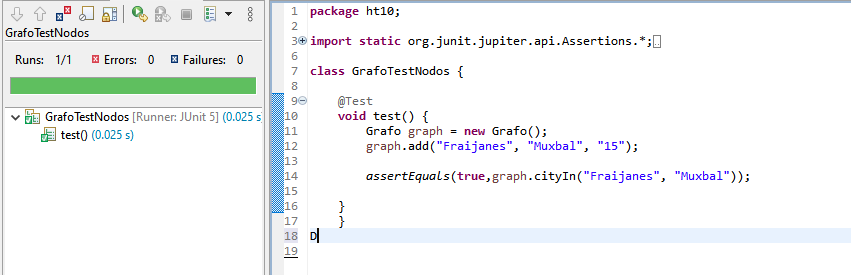 GrafoTestNodos
Runs: 1/1 Errors: 0 Failures: 0
GrafoTestNodos [Runner: JUnit 5] (0.025 s)
test() (0.025 s)
1 package ht10;
2
3 import static org.junit.jupiter.api.Assertions.*;
6
7 class GrafoTestNodos {
8
9 @Test
10 void test() {
11 Grafo graph = new Grafo();
12 graph.add("Fraijanes", "Muxbal", "15");
13
14 assertEquals(true,graph.cityIn("Fraijanes", "Muxbal"));
15
16 }
17 }
18 D
19